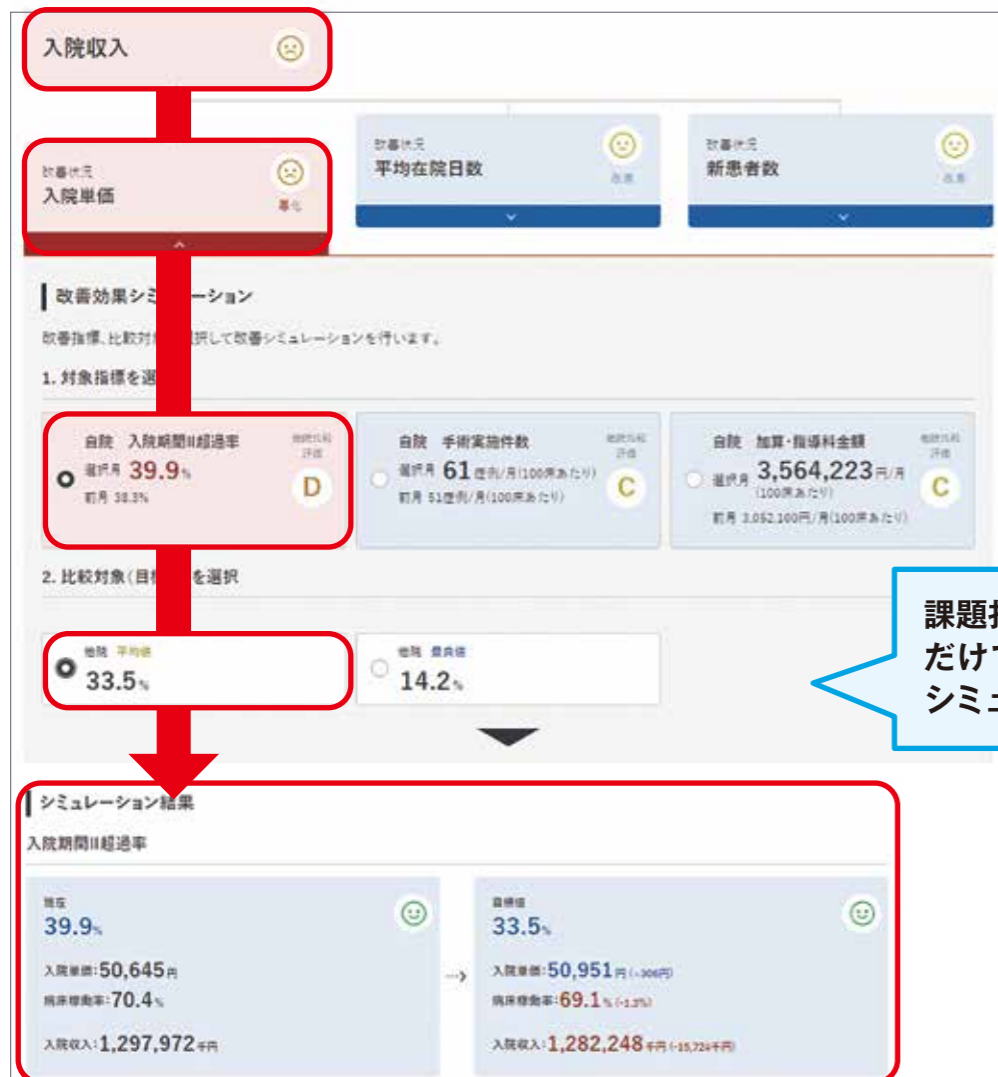 入院収入
改善状況
入院単価
悪化
改善状況
平均在院日数
改善
改善状況
新患者数
改善
改善効果シミ ーション
改善指標、比較対 択して改善シミュレーションを行います。
1. 対象指標を選
自院 入院期間II超過率
選択月 39.9%
前月 38.3%
他院比較
評価
D
自院 手術実施件数
選択月 61症例/月(100床あたり)
前月 51症例/月(100床あたり)
他院比較
評価
C
自院 加算・指導料金額
選択月 3,564,223円/月
(100床あたり)
前月 3,052,100円/月(100床あたり)
他院比較
評価
C
2. 比較対象(目 を選択
他院 平均値
33.5%
他院 最良値
14.2%
だけで
シミュ
シミュレーション結果
入院期間II超過率
現在
39.9%
入院単価:50,645円
病床稼働率:70.4%
入院収入:1,297,972千円
目標値
33.5%
入院単価:50,951円
病床稼働率:69.1%
入院収入:1,282,248千円(-15,724千円)